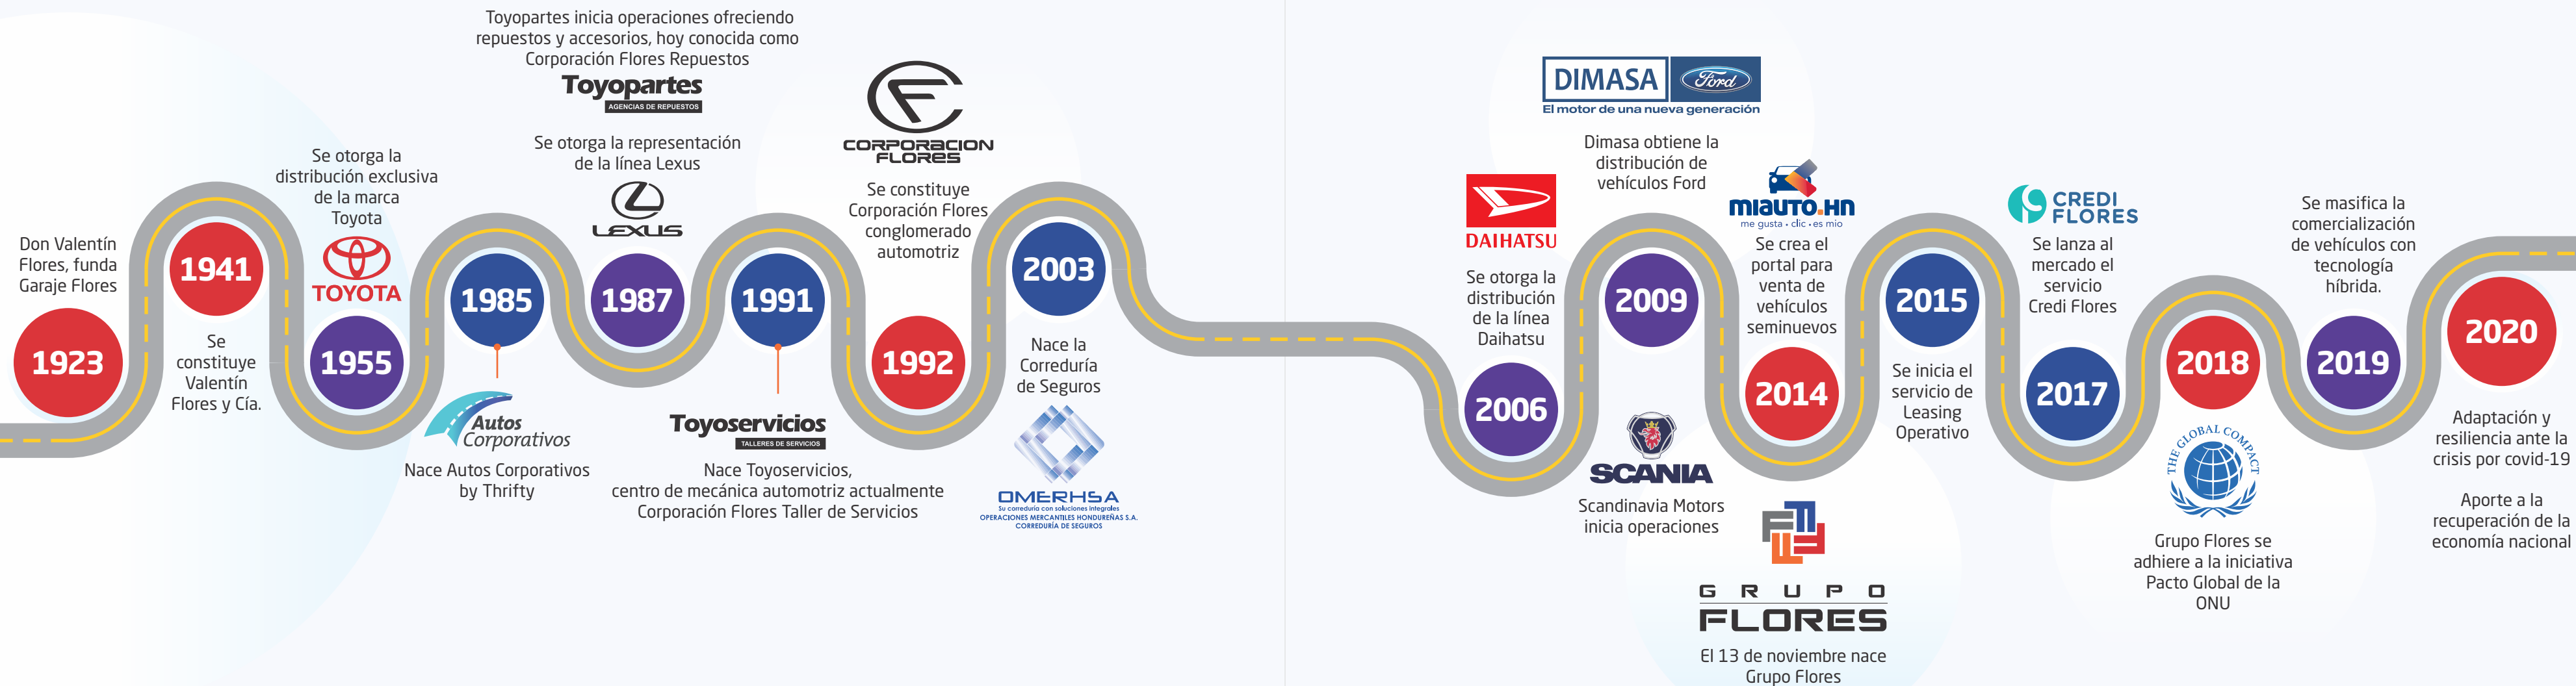 Don Valentín
Flores, funda
Garaje Flores
1923
1941
Se
constituye
Valentín
Flores y Cía.
Se otorga la
distribución exclusiva
de la marca
Toyota
TOYOTA
1955
1985
Autos
Corporativos
Nace Autos Corporativos
by Thrifty
Toyopartes inicia operaciones ofreciendo
repuestos y accesorios, hoy conocida como
Corporación Flores Repuestos
Toyopartes
AGENCIAS DE REPUESTOS
Se otorga la representación
de la línea Lexus
LEXUS
1987
1991
Toyoservicios
TALLERES DE SERVICIOS
Nace Toyoservicios,
centro de mecánica automotriz actualmente
Corporación Flores Taller de Servicios
CORPORACION
FLORES
Se constituye
Corporación Flores
conglomerado
automotriz
1992
2003
Nace la
Correduría
de Seguros
OMERHSA
Su correduría con soluciones integrales
OPERACIONES MERCANTILES HONDUREÑAS S.A.
CORREDURÍA DE SEGUROS
DAIHATSU
Se otorga la
distribución
de la línea
Daihatsu
2006
DIMASA Ford
El motor de una nueva generación
Dimasa obtiene la
distribución de
vehículos Ford
2009
SCANIA
Scandinavia Motors
inicia operaciones
miauto.hn
me gusta • clic • es mío
Se crea el
portal para
venta de
vehículos
seminuevos
2014
GRUPO
FLORES
El 13 de noviembre nace
Grupo Flores
2015
Se inicia el
servicio de
Leasing
Operativo
CREDI
FLORES
Se lanza al
mercado el
servicio
Credi Flores
2017
2018
THE GLOBAL COMPACT
Grupo Flores se
adhiere a la iniciativa
Pacto Global de la
ONU
Se masifica la
comercialización
de vehículos con
tecnología
híbrida.
2019
2020
Adaptación y
resiliencia ante la
crisis por covid-19
Aporte a la
recuperación de la
economía nacional